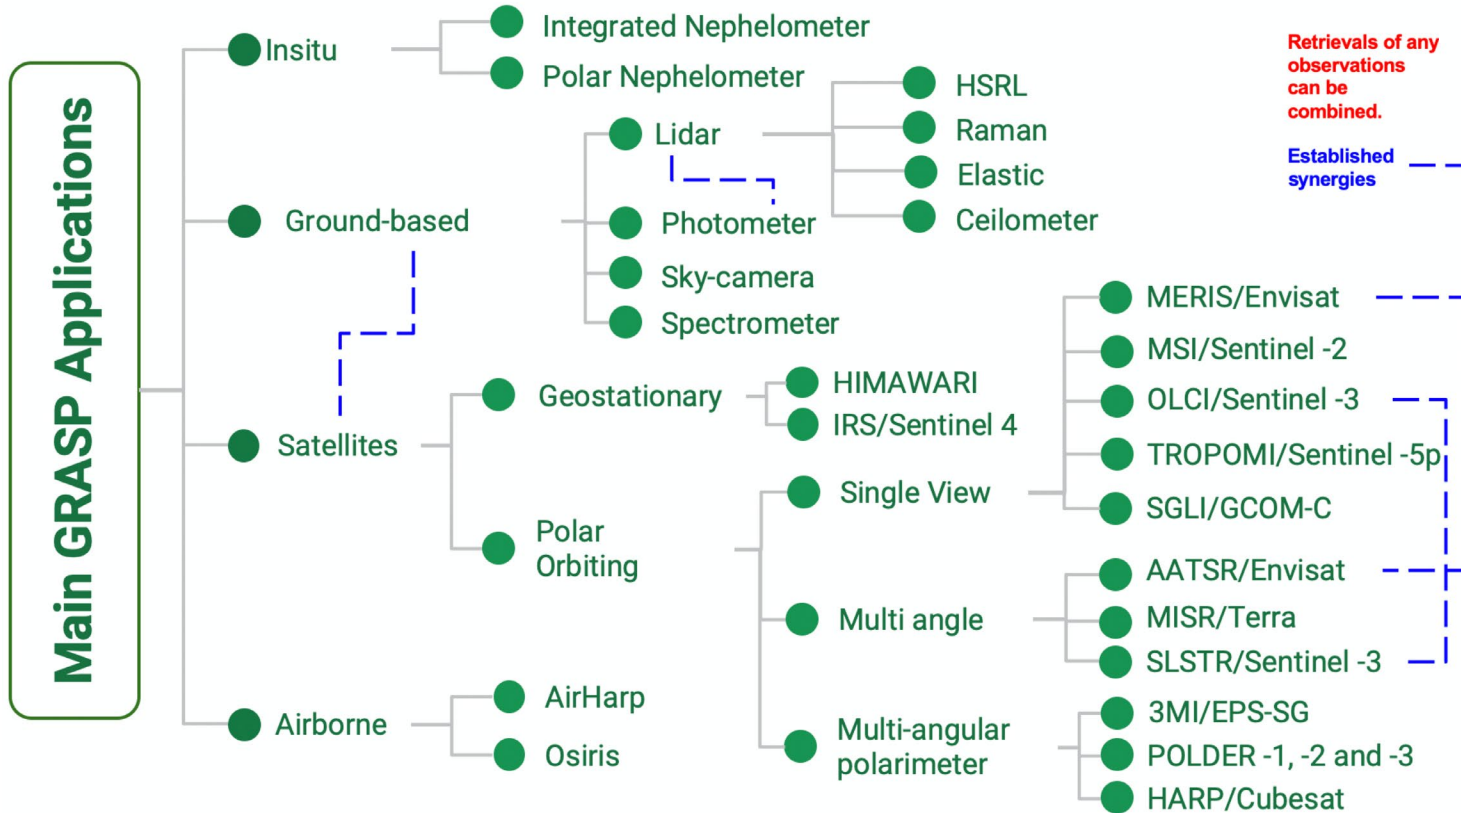 Main GRASP Applications
Insitu
Integrated Nephelometer
Polar Nephelometer
Ground-based
Lidar
HSRL
Raman
Elastic
Ceilometer
Photometer
Sky-camera
Spectrometer
Satellites
Geostationary
HIMAWARI
IRS/Sentinel 4
Polar
Orbiting
Single View
MERIS/Envisat
MSI/Sentinel -2
OLCI/Sentinel -3
TROPOMI/Sentinel -5p
SGLI/GCOM-C
Multi angle
AATSR/Envisat
MISR/Terra
SLSTR/Sentinel -3
Multi-angular
polarimeter
3MI/EPS-SG
POLDER -1, -2 and -3
HARP/Cubesat
Airborne
AirHarp
Osiris
Retrievals of any
observations
can be
combined.
Established
synergies